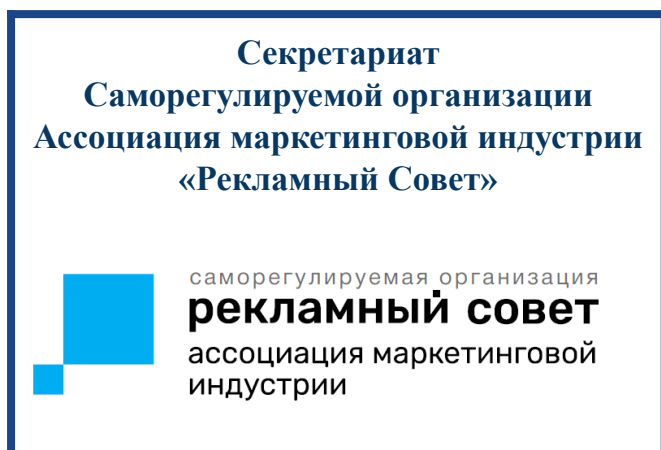 Секретариат
Саморегулируемой организации
Ассоциация маркетинговой индустрии
«Рекламный Совет»
саморегулируемая организация
рекламный совет
ассоциация маркетинговой
индустрии